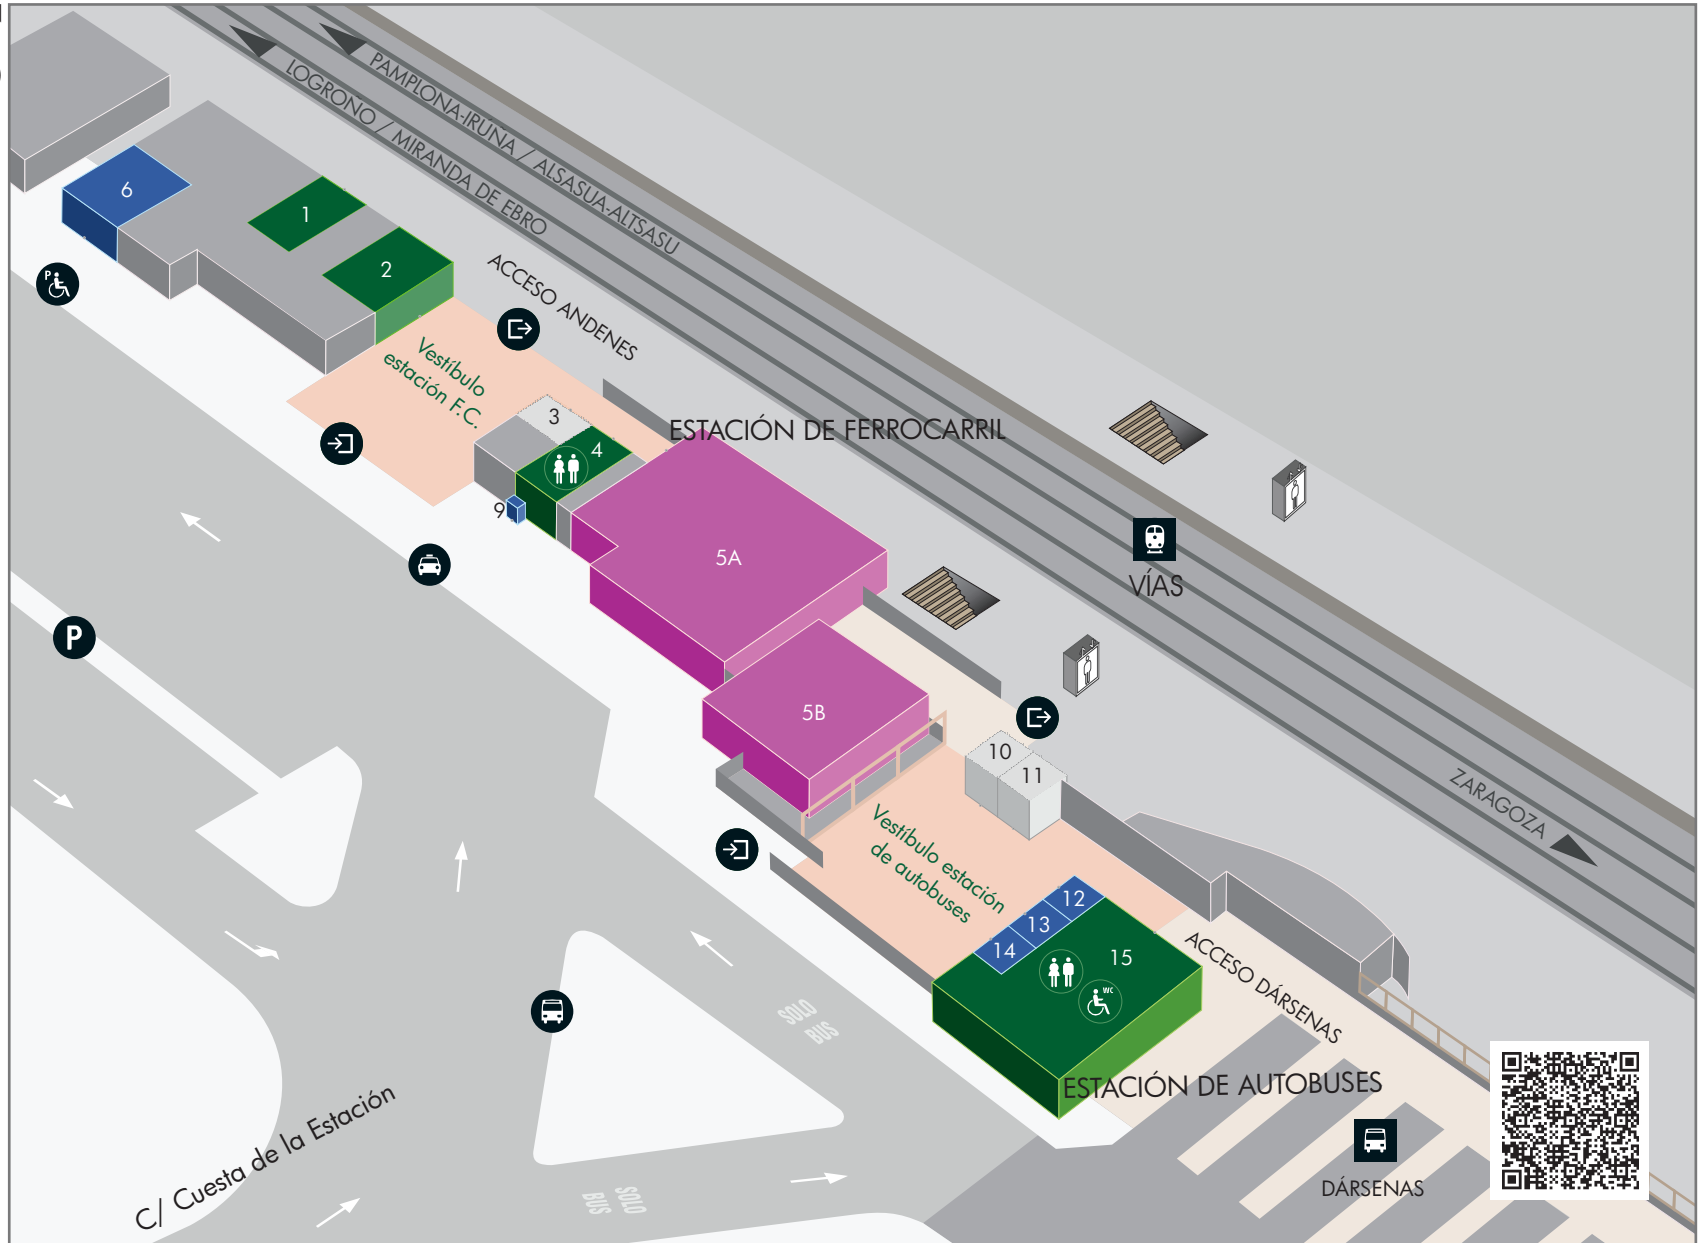 PAMPLONA-IRUNA / ALSASUA-ALTSASU
LOGROÑO / MIRANDA DE EBRO
6
1
2
P
ACCESO ANDENES
Vestíbulo
estación F.C.
3
4
ESTACIÓN DE FERROCARRIL
9
5A
VÍAS
P
5B
10
11
ZARAGOZA
Vestíbulo estación
de autobuses
12
13
14
15
WC
ACCESO DÁRSENAS
SOLO
BUS
ESTACIÓN DE AUTOBUSES
C/ Cuesta de la Estación
DÁRSENAS
SOLO
BUS